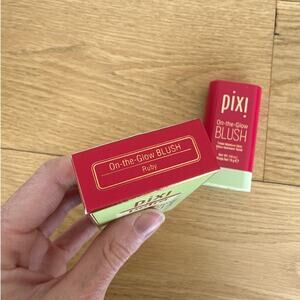 pixi
On-the-Glow
BLUSH
On-the-Glow BLUSH
Ruby
pixi